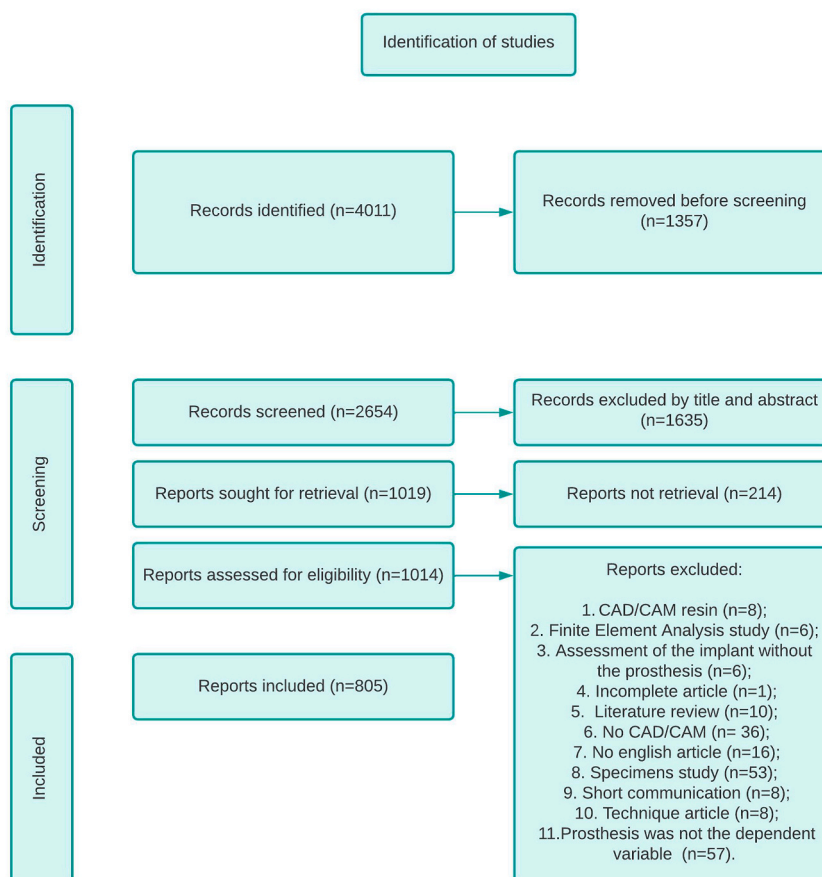 Identification of studies
Identification
Records identified (n=4011)
Records removed before screening
(n=1357)
Screening
Records screened (n=2654)
Records excluded by title and abstract
(n=1635)
Reports sought for retrieval (n=1019)
Reports not retrieval (n=214)
Reports assessed for eligibility (n=1014)
Reports excluded:
1. CAD/CAM resin (n=8);
2. Finite Element Analysis study (n=6);
3. Assessment of the implant without
the prosthesis (n=6);
4. Incomplete article (n=1);
5. Literature review (n=10);
6. No CAD/CAM (n= 36);
7. No english article (n=16);
8. Specimens study (n=53);
9. Short communication (n=8);
10. Technique article (n=8);
11.Prosthesis was not the dependent
variable (n=57).
Included
Reports included (n=805)